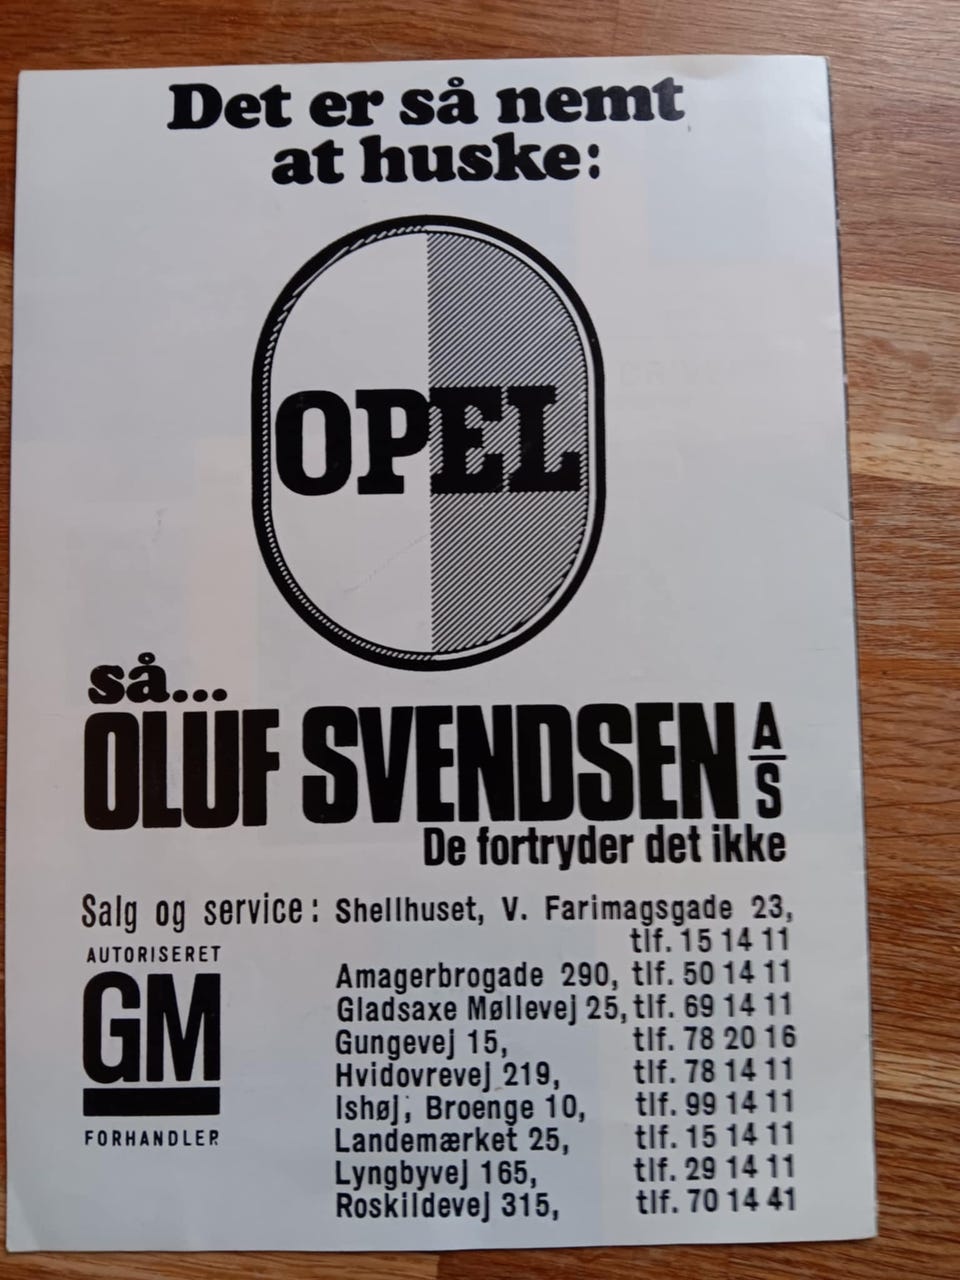 Det er så nemt
at huske:
OPEL
så...
OLUF SVENDSEN A/S
De fortryder det ikke
Salg og service: Shellhuset, V. Farimagsgade 23,
tlf. 15 14 11
AUTORISERET
GM
FORHANDLER
Amagerbrogade 290, tlf. 50 14 11
Gladsaxe Møllevej 25, tlf. 69 14 11
Gungevej 15, tlf. 78 20 16
Hvidovrevej 219, tlf. 78 14 11
Ishøj, Broenge 10, tlf. 99 14 11
Landemærket 25, tlf. 15 14 11
Lyngbyvej 165, tlf. 29 14 11
Roskildevej 315, tlf. 70 14 41